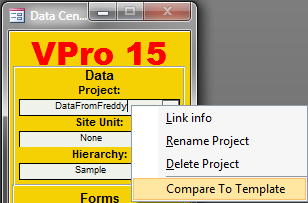 Data Cen...
VPro 15
Data
Project:
DataFromFreddy
Site Unit:
None
Hierarchy:
Sample
Forms
Link info
Rename Project
Delete Project
Compare To Template